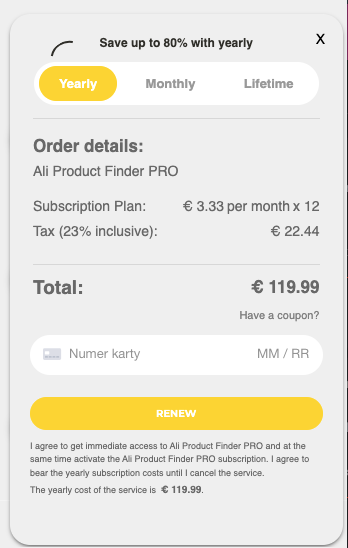 Save up to 80% with yearly
X
Yearly Monthly Lifetime
Order details:
Ali Product Finder PRO
Subscription Plan: € 3.33 per month x 12
Tax (23% inclusive): € 22.44
Total: € 119.99
Have a coupon?
Numer karty MM / RR
RENEW
I agree to get immediate access to Ali Product Finder PRO and at the
same time activate the Ali Product Finder PRO subscription. I agree to
bear the yearly subscription costs until I cancel the service.
The yearly cost of the service is € 119.99.